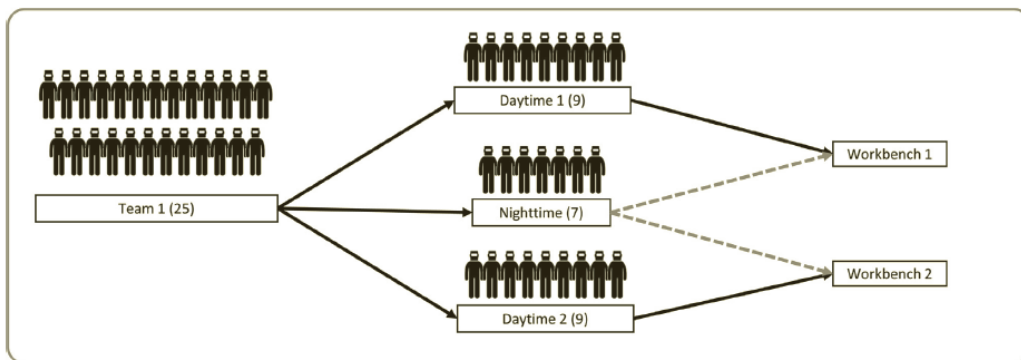 Daytime 1 (9)
Workbench 1
Team 1 (25)
Nighttime (7)
Workbench 2
Daytime 2 (9)